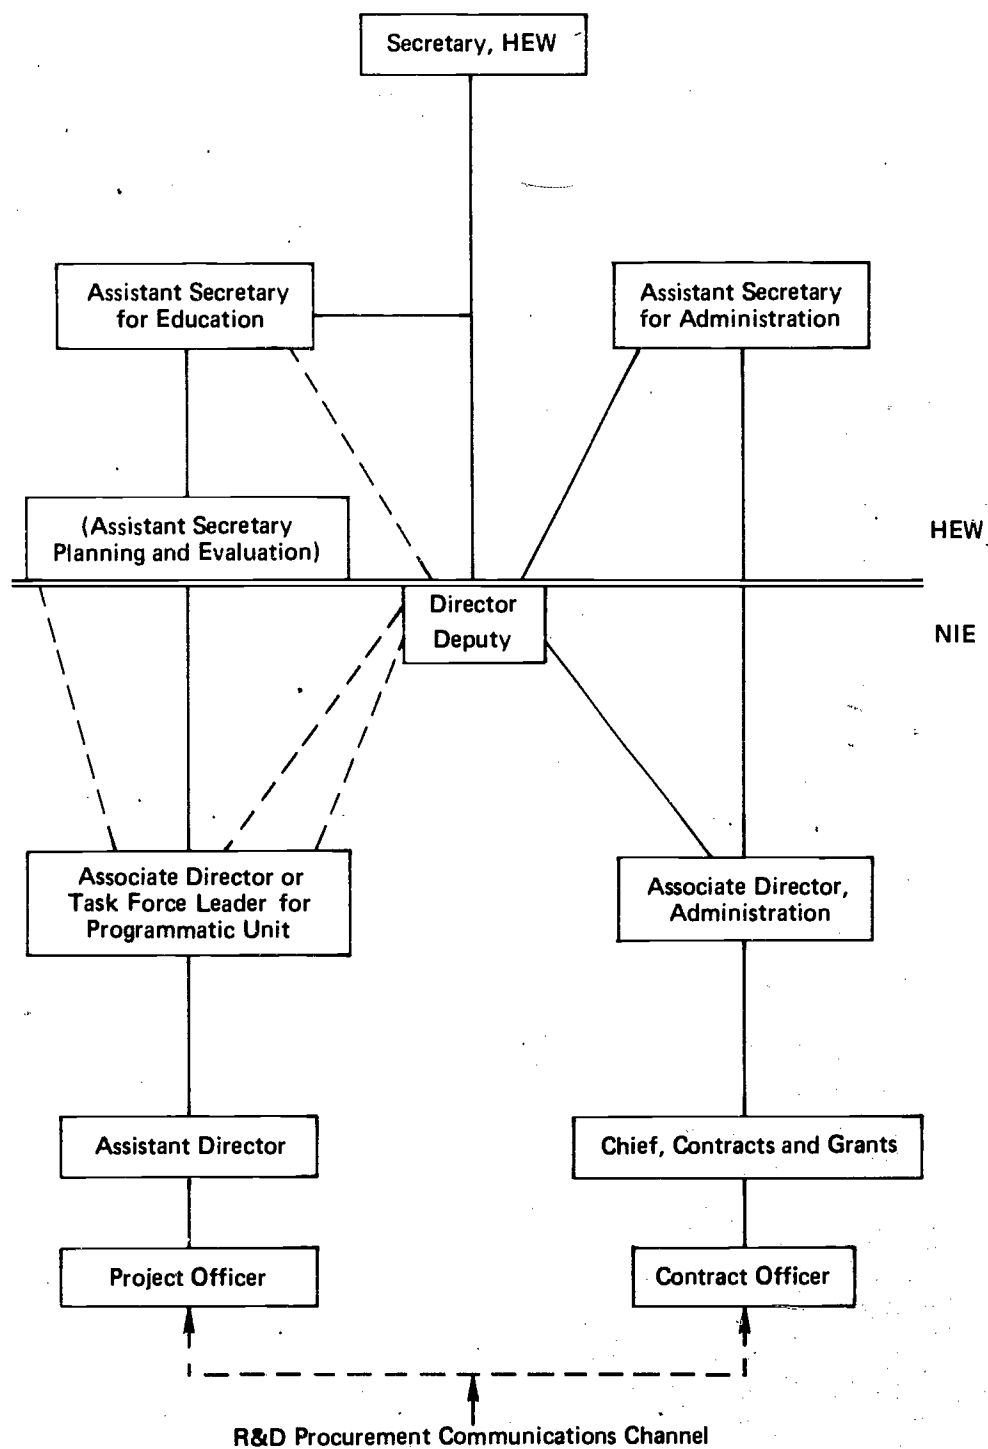 Secretary, HEW
Assistant Secretary
for Education
Assistant Secretary
for Administration
(Assistant Secretary
Planning and Evaluation)
HEW
Director
Deputy
NIE
Associate Director or
Task Force Leader for
Programmatic Unit
Associate Director,
Administration
Assistant Director
Chief, Contracts and Grants
Project Officer
Contract Officer
R&D Procurement Communications Channel